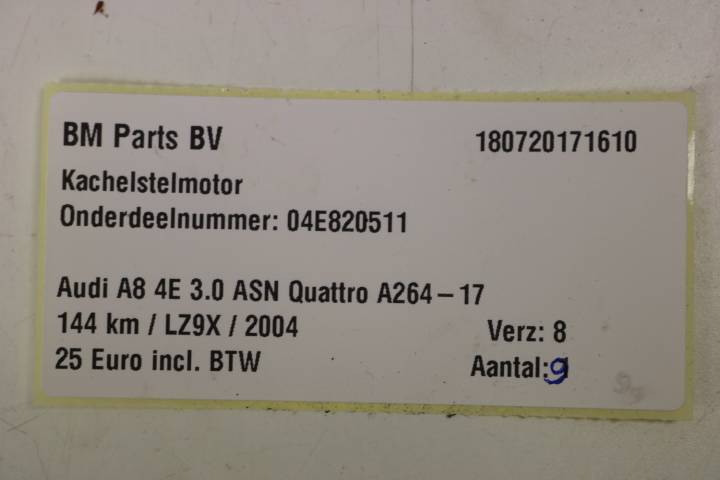 BM Parts BV 180720171610
Kachelstelmotor
Onderdeelnummer: 04E820511
Audi A8 4E 3.0 ASN Quattro A264-17
144 km / LZ9X / 2004 Verz: 8
25 Euro incl. BTW Aantal: 9